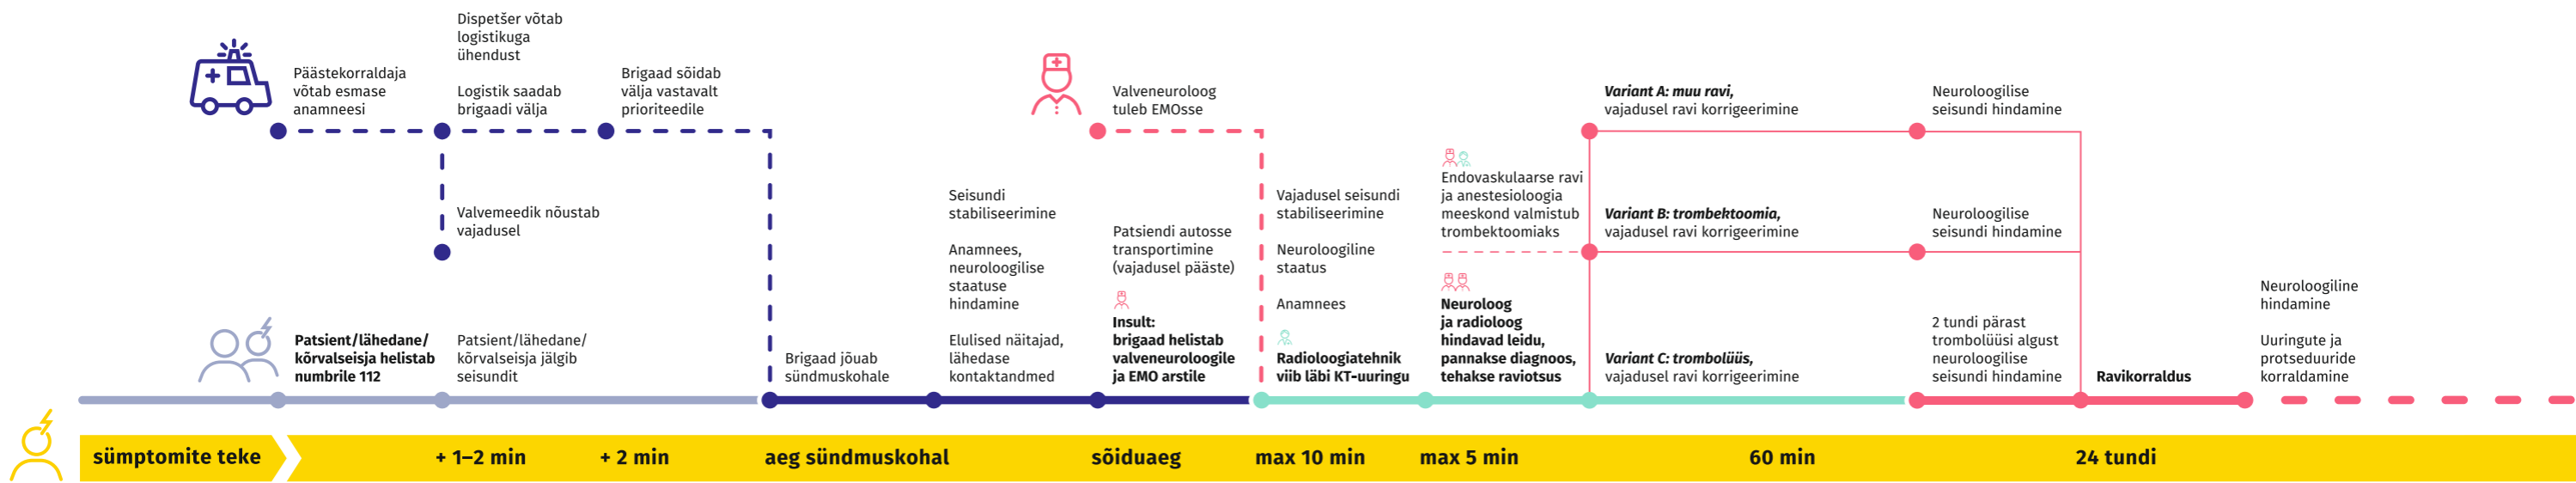 Päästekorraldaja
võtab esmase
anamneesi
Dispetšer võtab
logistikuga
ühendust
Logistik saadab
brigaadi välja
Brigaad sõidab
välja vastavalt
prioriteedile
Valvemeedik nõustab
vajadusel
Patsient/lähedane/
kõrvalseisja helistab
numbrile 112
Patsient/lähedane/
kõrvalseisja jälgib
seisundit
Brigaad jõuab
sündmuskohale
Seisundi
stabiliseerimine
Anamnees,
neuroloogilise
staatuse
hindamine
Elulised näitajad,
lähedase
kontaktandmed
Valveneuroloog
tuleb EMOsse
Patsiendi autosse
transportimine
(vajadusel pääste)
Insult:
brigaad helistab
valveneuroloogile
ja EMO arstile
Vajadusel seisundi
stabiliseerimine
Neuroloogiline
staatus
Anamnees
Radioloogiatehnik
viib läbi KT-uuringu
Endovaskulaarse ravi
ja anestesioloogia
meeskond valmistub
trombektoomiaks
Neuroloog
ja radioloog
hindavad leidu,
pannakse diagnoos,
tehakse raviotsus
Variant A: muu ravi,
vajadusel ravi korrigeerimine
Variant B: trombektoomia,
vajadusel ravi korrigeerimine
Variant C: trombolüüs,
vajadusel ravi korrigeerimine
Neuroloogilise
seisundi hindamine
Neuroloogilise
seisundi hindamine
2 tundi pärast
trombolüüsi algust
neuroloogilise
seisundi hindamine
Ravikorraldus
Neuroloogiline
hindamine
Uuringute ja
protseduuride
korraldamine
sümptomite teke
+ 1–2 min
+ 2 min
aeg sündmuskohal
sõiduaeg
max 10 min
max 5 min
60 min
24 tundi